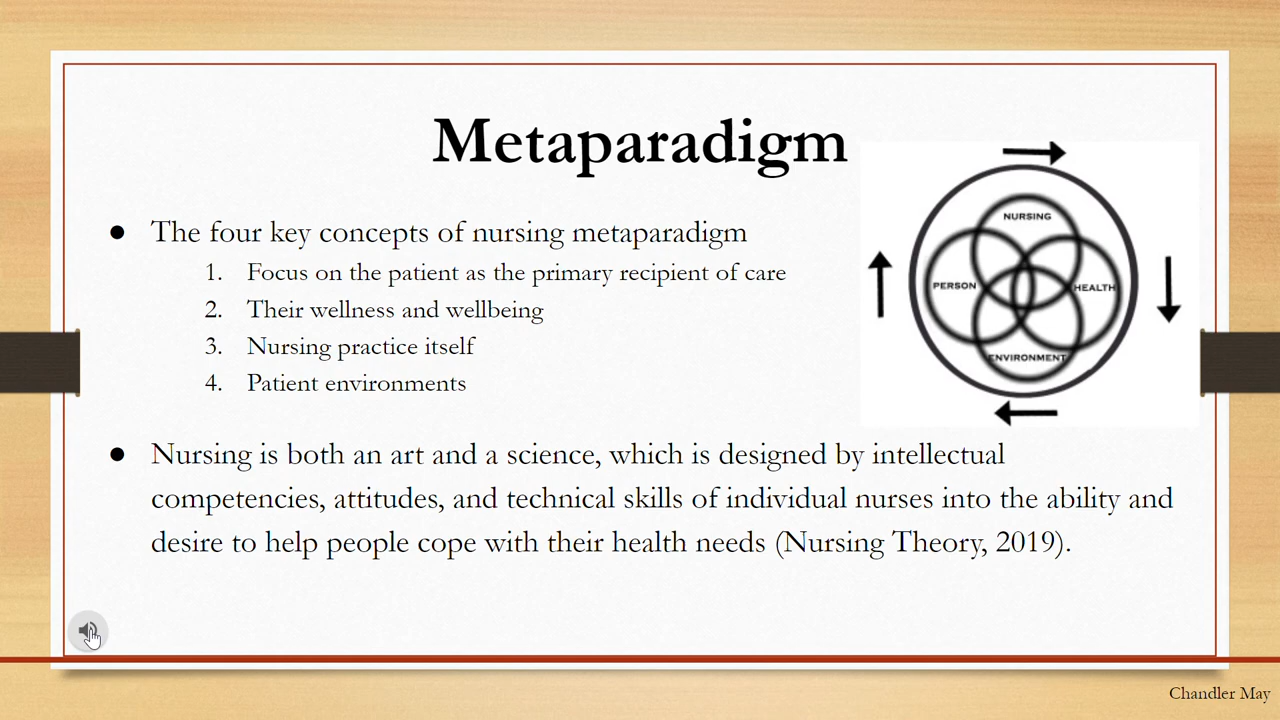 Metaparadigm
● The four key concepts of nursing metaparadigm
1. Focus on the patient as the primary recipient of care
2. Their wellness and wellbeing
3. Nursing practice itself
4. Patient environments
NURSING
PERSON
HEALTH
ENVIRONMENT
● Nursing is both an art and a science, which is designed by intellectual
competencies, attitudes, and technical skills of individual nurses into the ability and
desire to help people cope with their health needs (Nursing Theory, 2019).
Chandler May